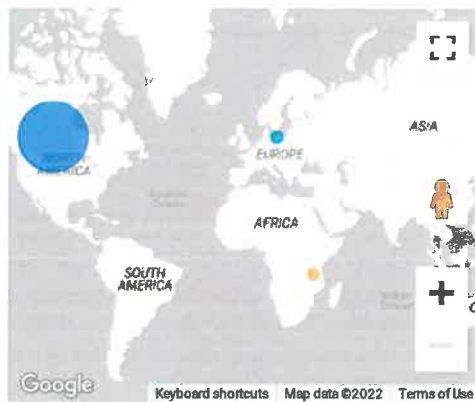 ASIA
NORTH
AMERICA
EUROPE
AFRICA
SOUTH
AMERICA
+
Google
Keyboard shortcuts
Map data ©2022
Terms of Use